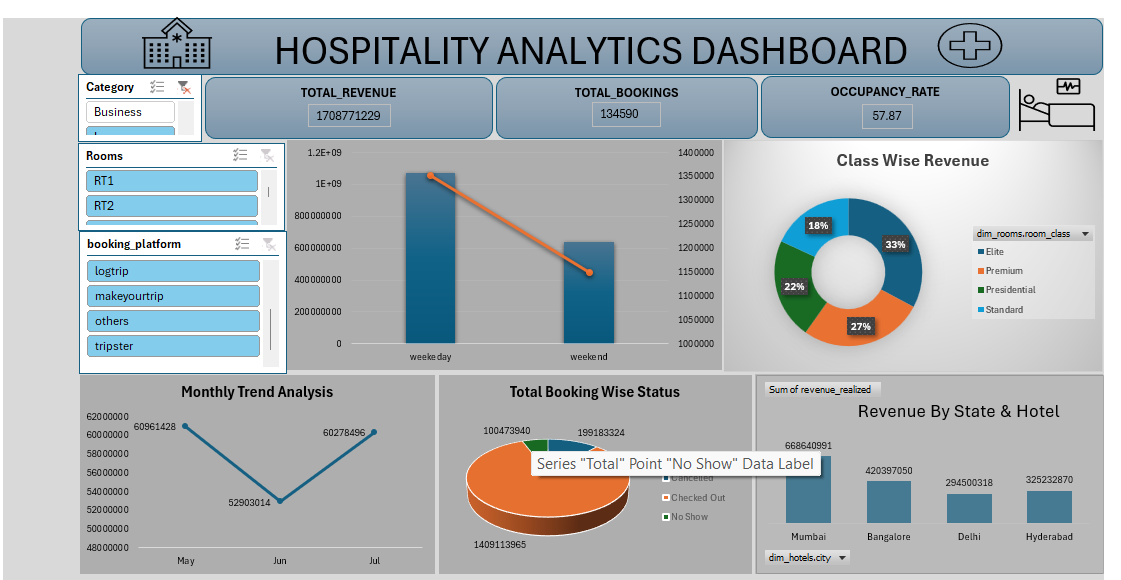 HOSPITALITY ANALYTICS DASHBOARD
Category
Business
TOTAL_REVENUE
1708771229
TOTAL_BOOKINGS
134590
OCCUPANCY_RATE
57.87
Rooms
RT1
RT2
booking_platform
logtrip
makeyourtrip
others
tripster
1.2E+09
1E+09
800000000
600000000
400000000
200000000
0
1400000
1350000
1300000
1250000
1200000
1150000
1100000
1050000
1000000
weekeday
weekend
Class Wise Revenue
18%
33%
22%
27%
dim_rooms.room_class
Elite
Premium
Presidential
Standard
Monthly Trend Analysis
62000000
60000000
58000000
56000000
54000000
52000000
50000000
48000000
60961428
52903014
60278496
May
Jun
Jul
Total Booking Wise Status
100473940
199183324
1409113965
Series "Total" Point "No Show" Data Label
Cancelled
Checked Out
No Show
Sum of revenue_realized
Revenue By State & Hotel
668640991
420397050
294500318
325232870
Mumbai
Bangalore
Delhi
Hyderabad
dim_hotels.city